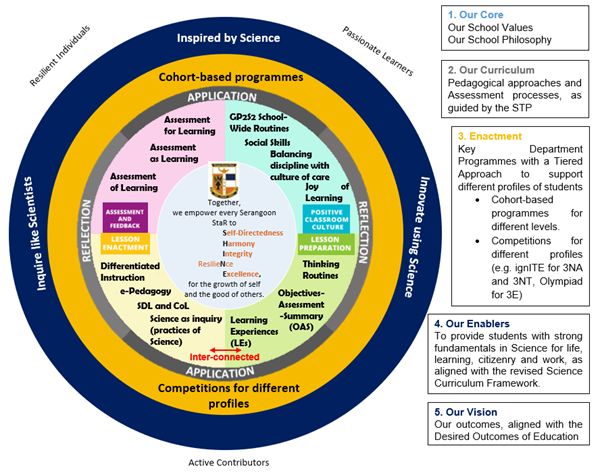 Resilient Individuals
Passionate Learners
Active Contributors
Inspired by Science
Inquire like Scientists
Innovate using Science
Cohort-based programmes
Competitions for different
profiles
APPLICATION
REFLECTION
REFLECTION
APPLICATION
Assessment
for Learning
Assessment
as Learning
Assessment
of Learning
ASSESSMENT
AND
FEEDBACK
GP2S2 School-
Wide Routines
Social Skills
Balancing
discipline with
culture of care
Joy of
Learning
POSITIVE
CLASSROOM
CULTURE
LESSON
ENACTMENT
Differentiated
Instruction
e-Pedagogy
SDL and CoL
Science as inquiry
(practices of
Science)
LESSON
PREPARATION
Thinking
Routines
Objectives-
Assessment
-Summary
(OAS)
Learning
Experiences
(LEs)
Inter-connected
Together,
we empower every Serangoon
StaR to
Self-Directedness
Harmony
Integrity
ResilieNce
Excellence,
for the growth of self
and the good of others.
1. Our Core
Our School Values
Our School Philosophy
2. Our Curriculum
Pedagogical approaches and
Assessment processes, as
guided by the STP
3. Enactment
Key Department
Programmes with a Tiered
Approach to support
different profiles of students
• Cohort-based
programmes for
different levels.
• Competitions for
different profiles
(e.g. ignITE for 3NA
and 3NT, Olympiad
for 3E)
4. Our Enablers
To provide students with strong
fundamentals in Science for life,
learning, citizenry and work, as
aligned with the revised Science
Curriculum Framework.
5. Our Vision
Our outcomes, aligned with the
Desired Outcomes of Education